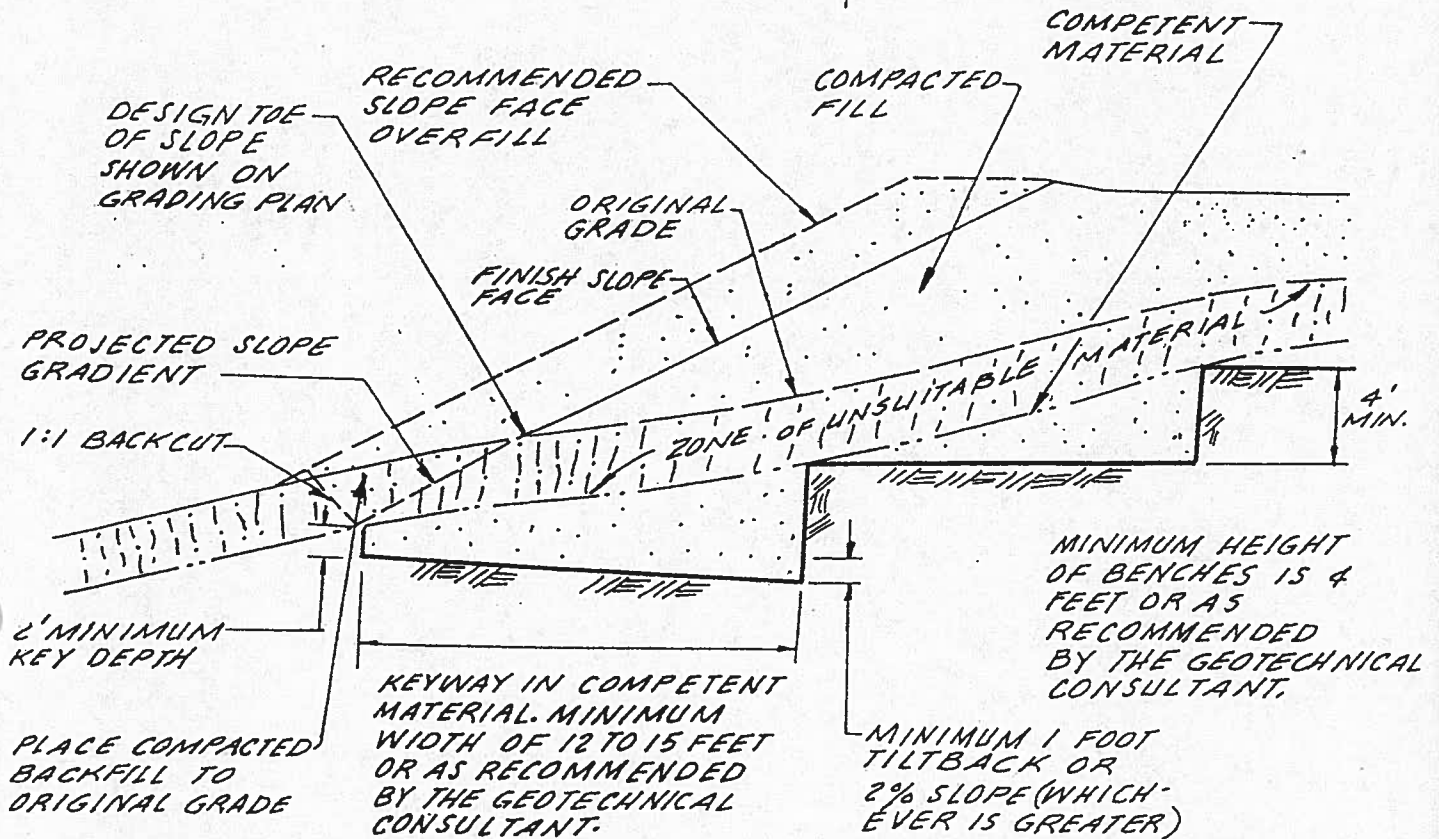 COMPETENT
MATERIAL
RECOMMENDED
SLOPE FACE
OVERFILL
COMPACTED
FILL
DESIGN TOE
OF SLOPE
SHOWN ON
GRADING PLAN
ORIGINAL
GRADE
FINISH SLOPE
FACE
PROJECTED SLOPE
GRADIENT
1:1 BACKCUT
ZONE OF UNSUITABLE MATERIAL
4'
MIN.
2' MINIMUM
KEY DEPTH
MINIMUM HEIGHT
OF BENCHES IS 4
FEET OR AS
RECOMMENDED
BY THE GEOTECHNICAL
CONSULTANT.
PLACE COMPACTED
BACKFILL TO
ORIGINAL GRADE
KEYWAY IN COMPETENT
MATERIAL. MINIMUM
WIDTH OF 12 TO 15 FEET
OR AS RECOMMENDED
BY THE GEOTECHNICAL
CONSULTANT.
MINIMUM 1 FOOT
TILTBACK OR
2% SLOPE (WHICH-
EVER IS GREATER)